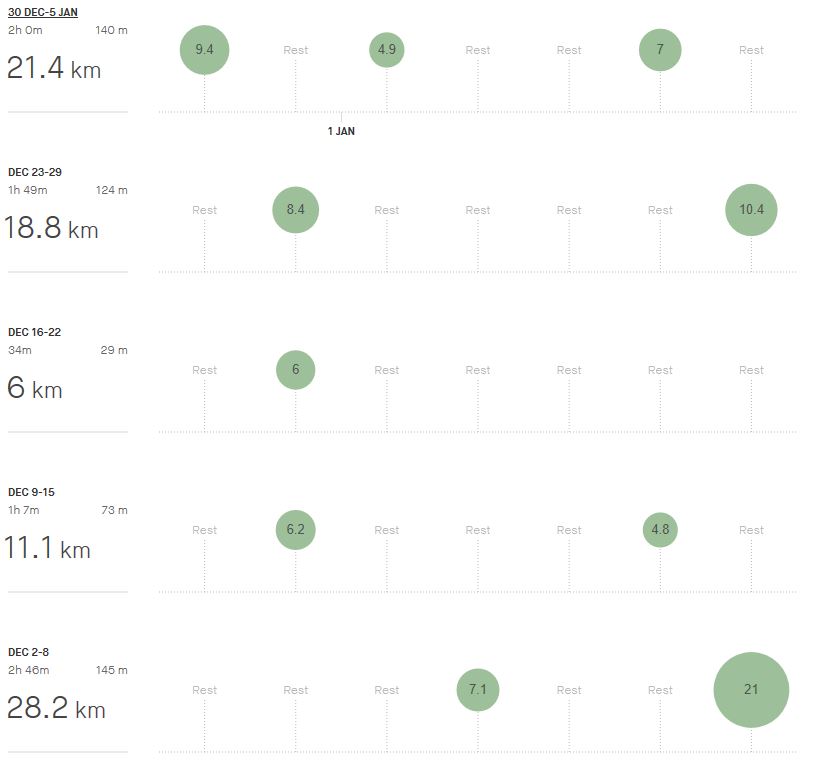 30 DEC-5 JAN
2h 0m 140 m
21.4 km
9.4 Rest 4.9 Rest Rest 7 Rest
1 JAN
DEC 23-29
1h 49m 124 m
18.8 km
Rest 8.4 Rest Rest Rest Rest 10.4
DEC 16-22
34m 29 m
6 km
Rest 6 Rest Rest Rest Rest Rest
DEC 9-15
1h 7m 73 m
11.1 km
Rest 6.2 Rest Rest Rest 4.8 Rest
DEC 2-8
2h 46m 145 m
28.2 km
Rest Rest Rest 7.1 Rest Rest 21